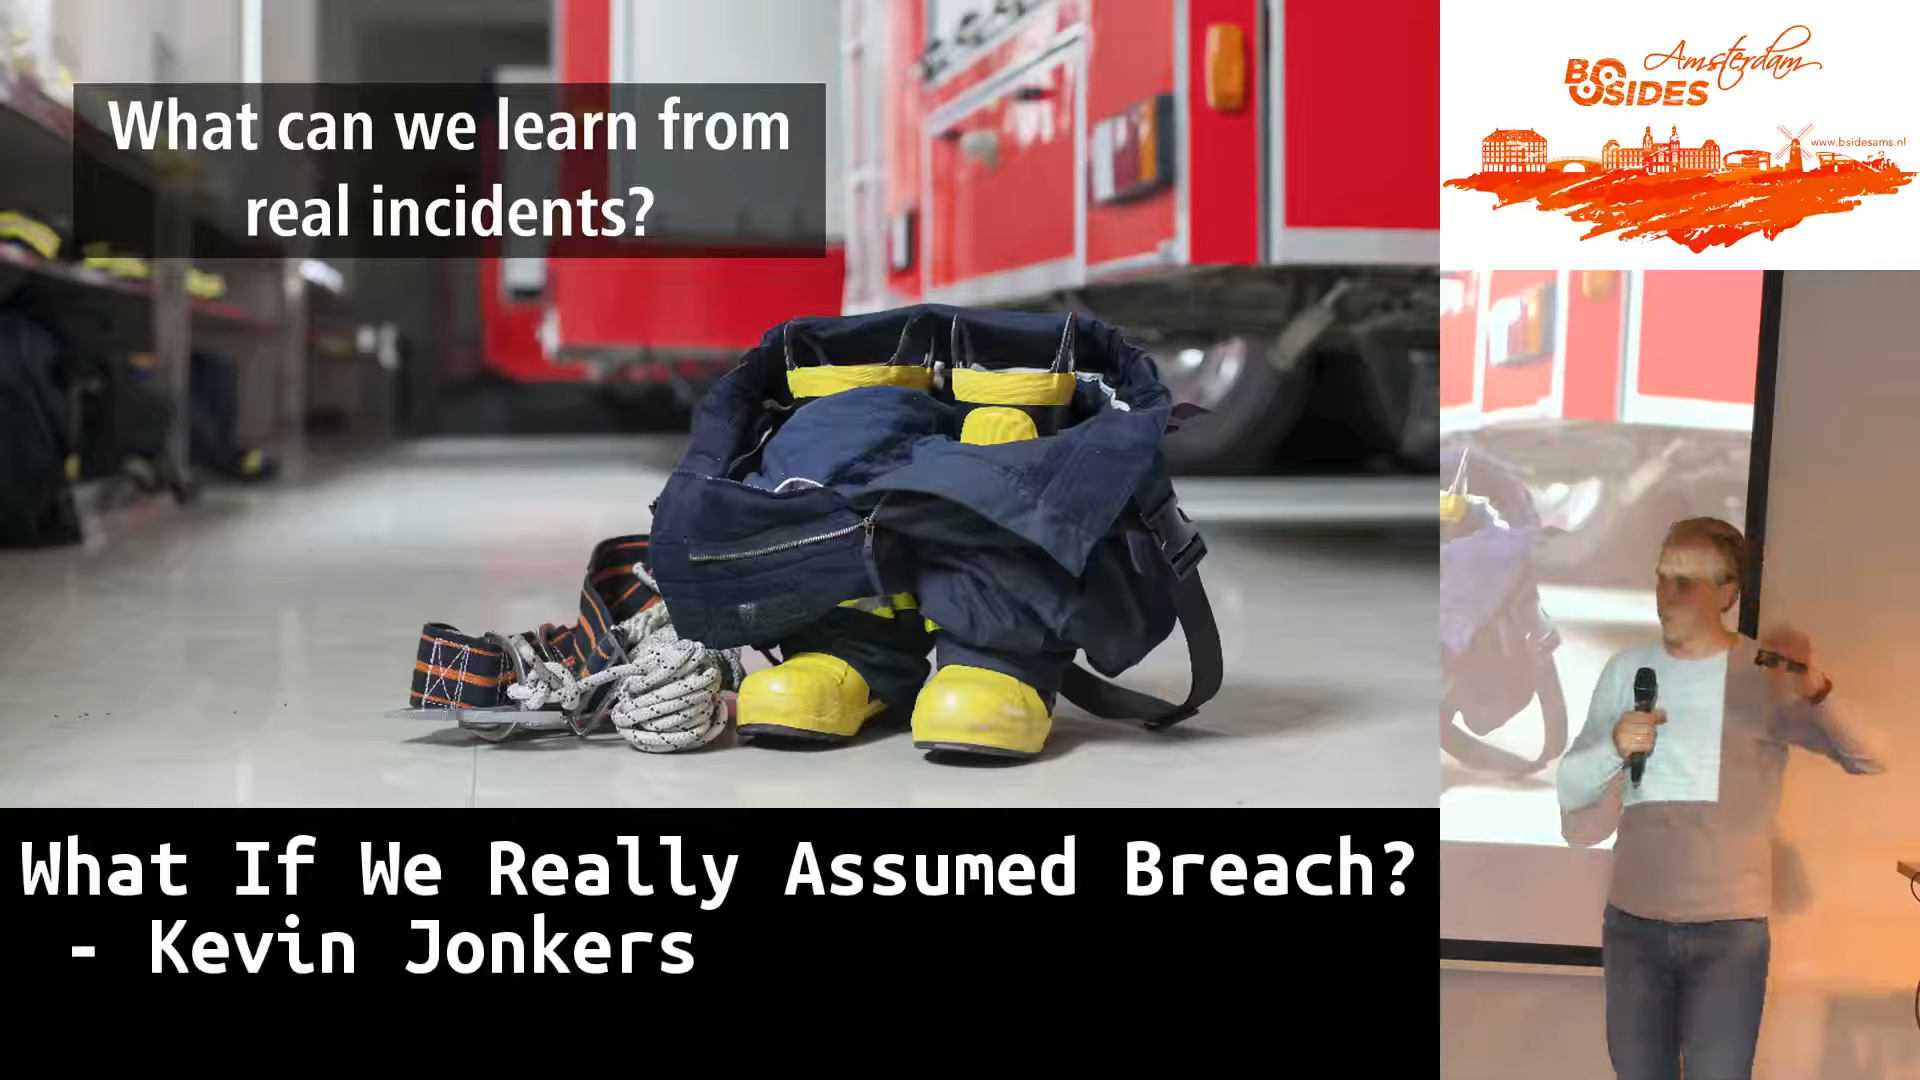 What can we learn from
real incidents?
Amsterdam
BSIDES
www.bsidesams.nl
What If We Really Assumed Breach?
- Kevin Jonkers